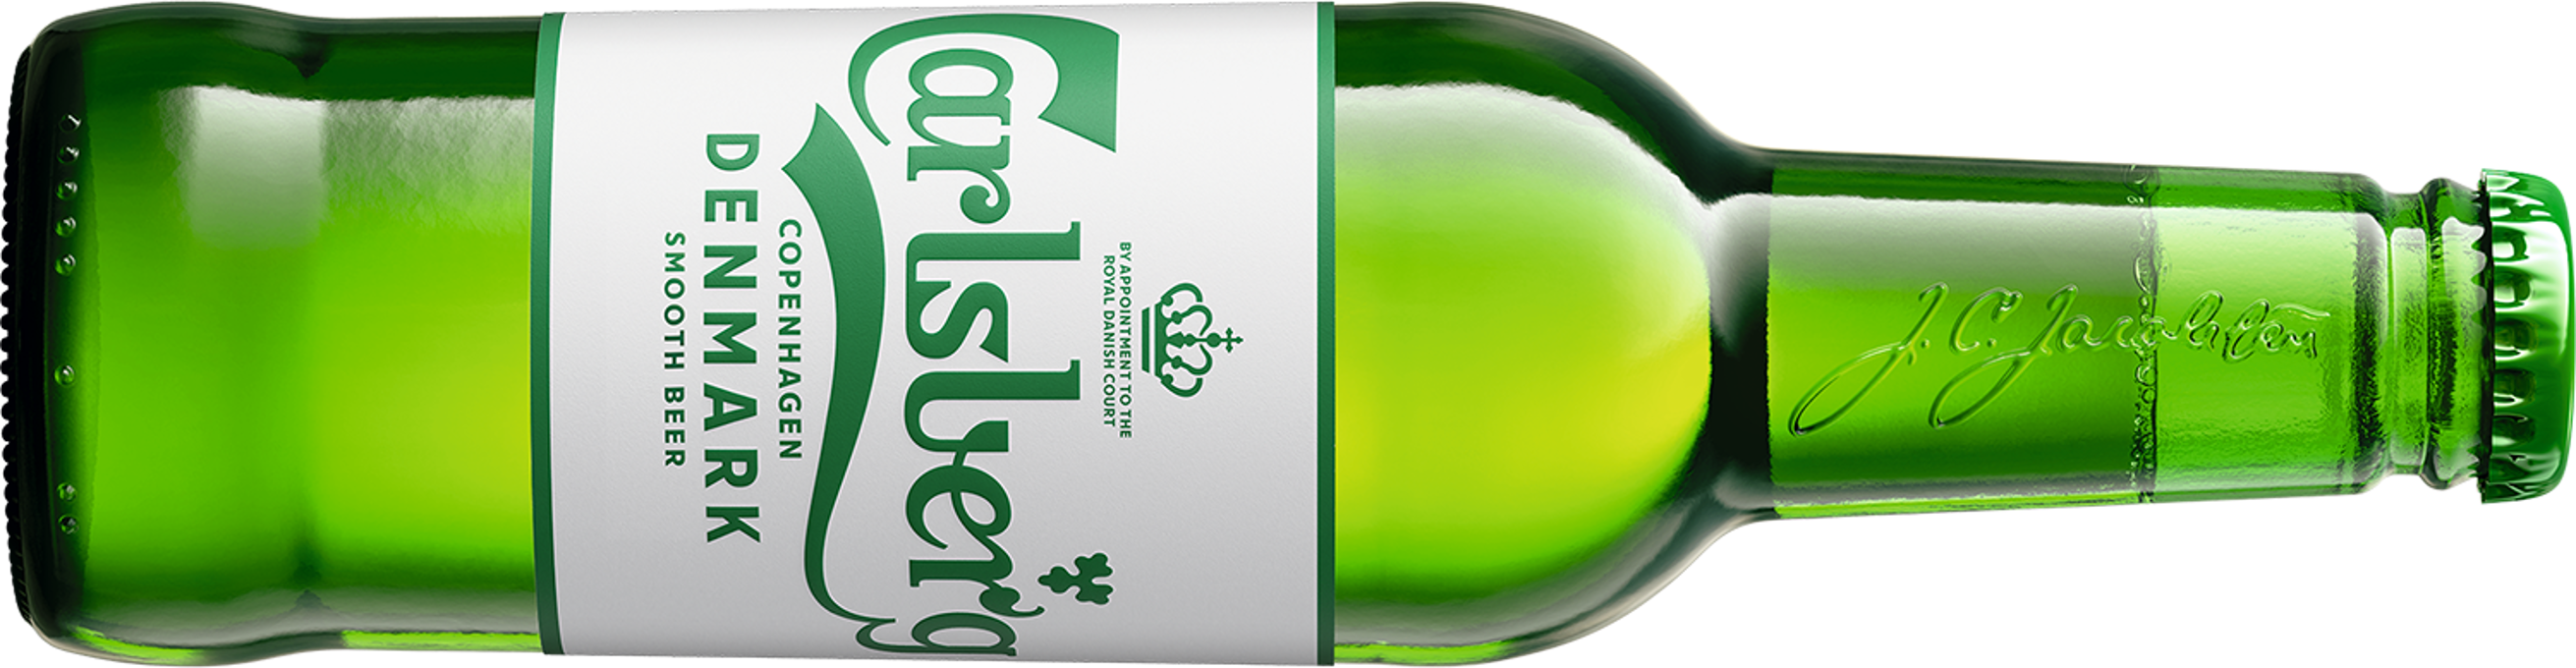 BY APPOINTMENT TO THE
ROYAL DANISH COURT
Carlsberg
COPENHAGEN
DENMARK
SMOOTH BEER
J.C. Jacobsen